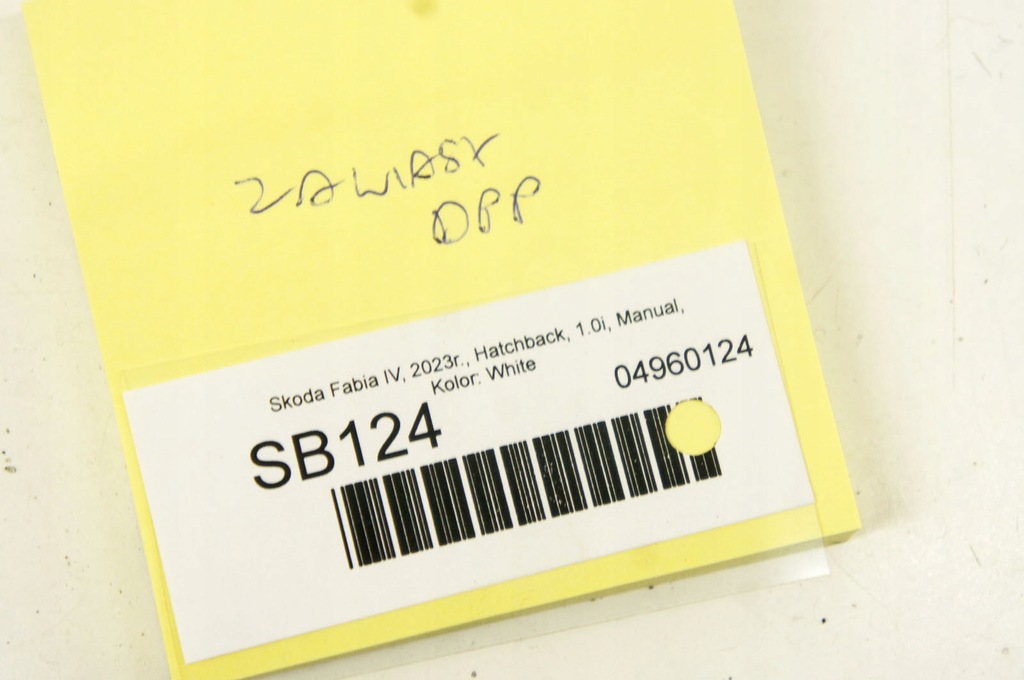 ZAWIASY
DPP
Skoda Fabia IV, 2023r., Hatchback, 1.0i, Manual,
Kolor: White
04960124
SB124